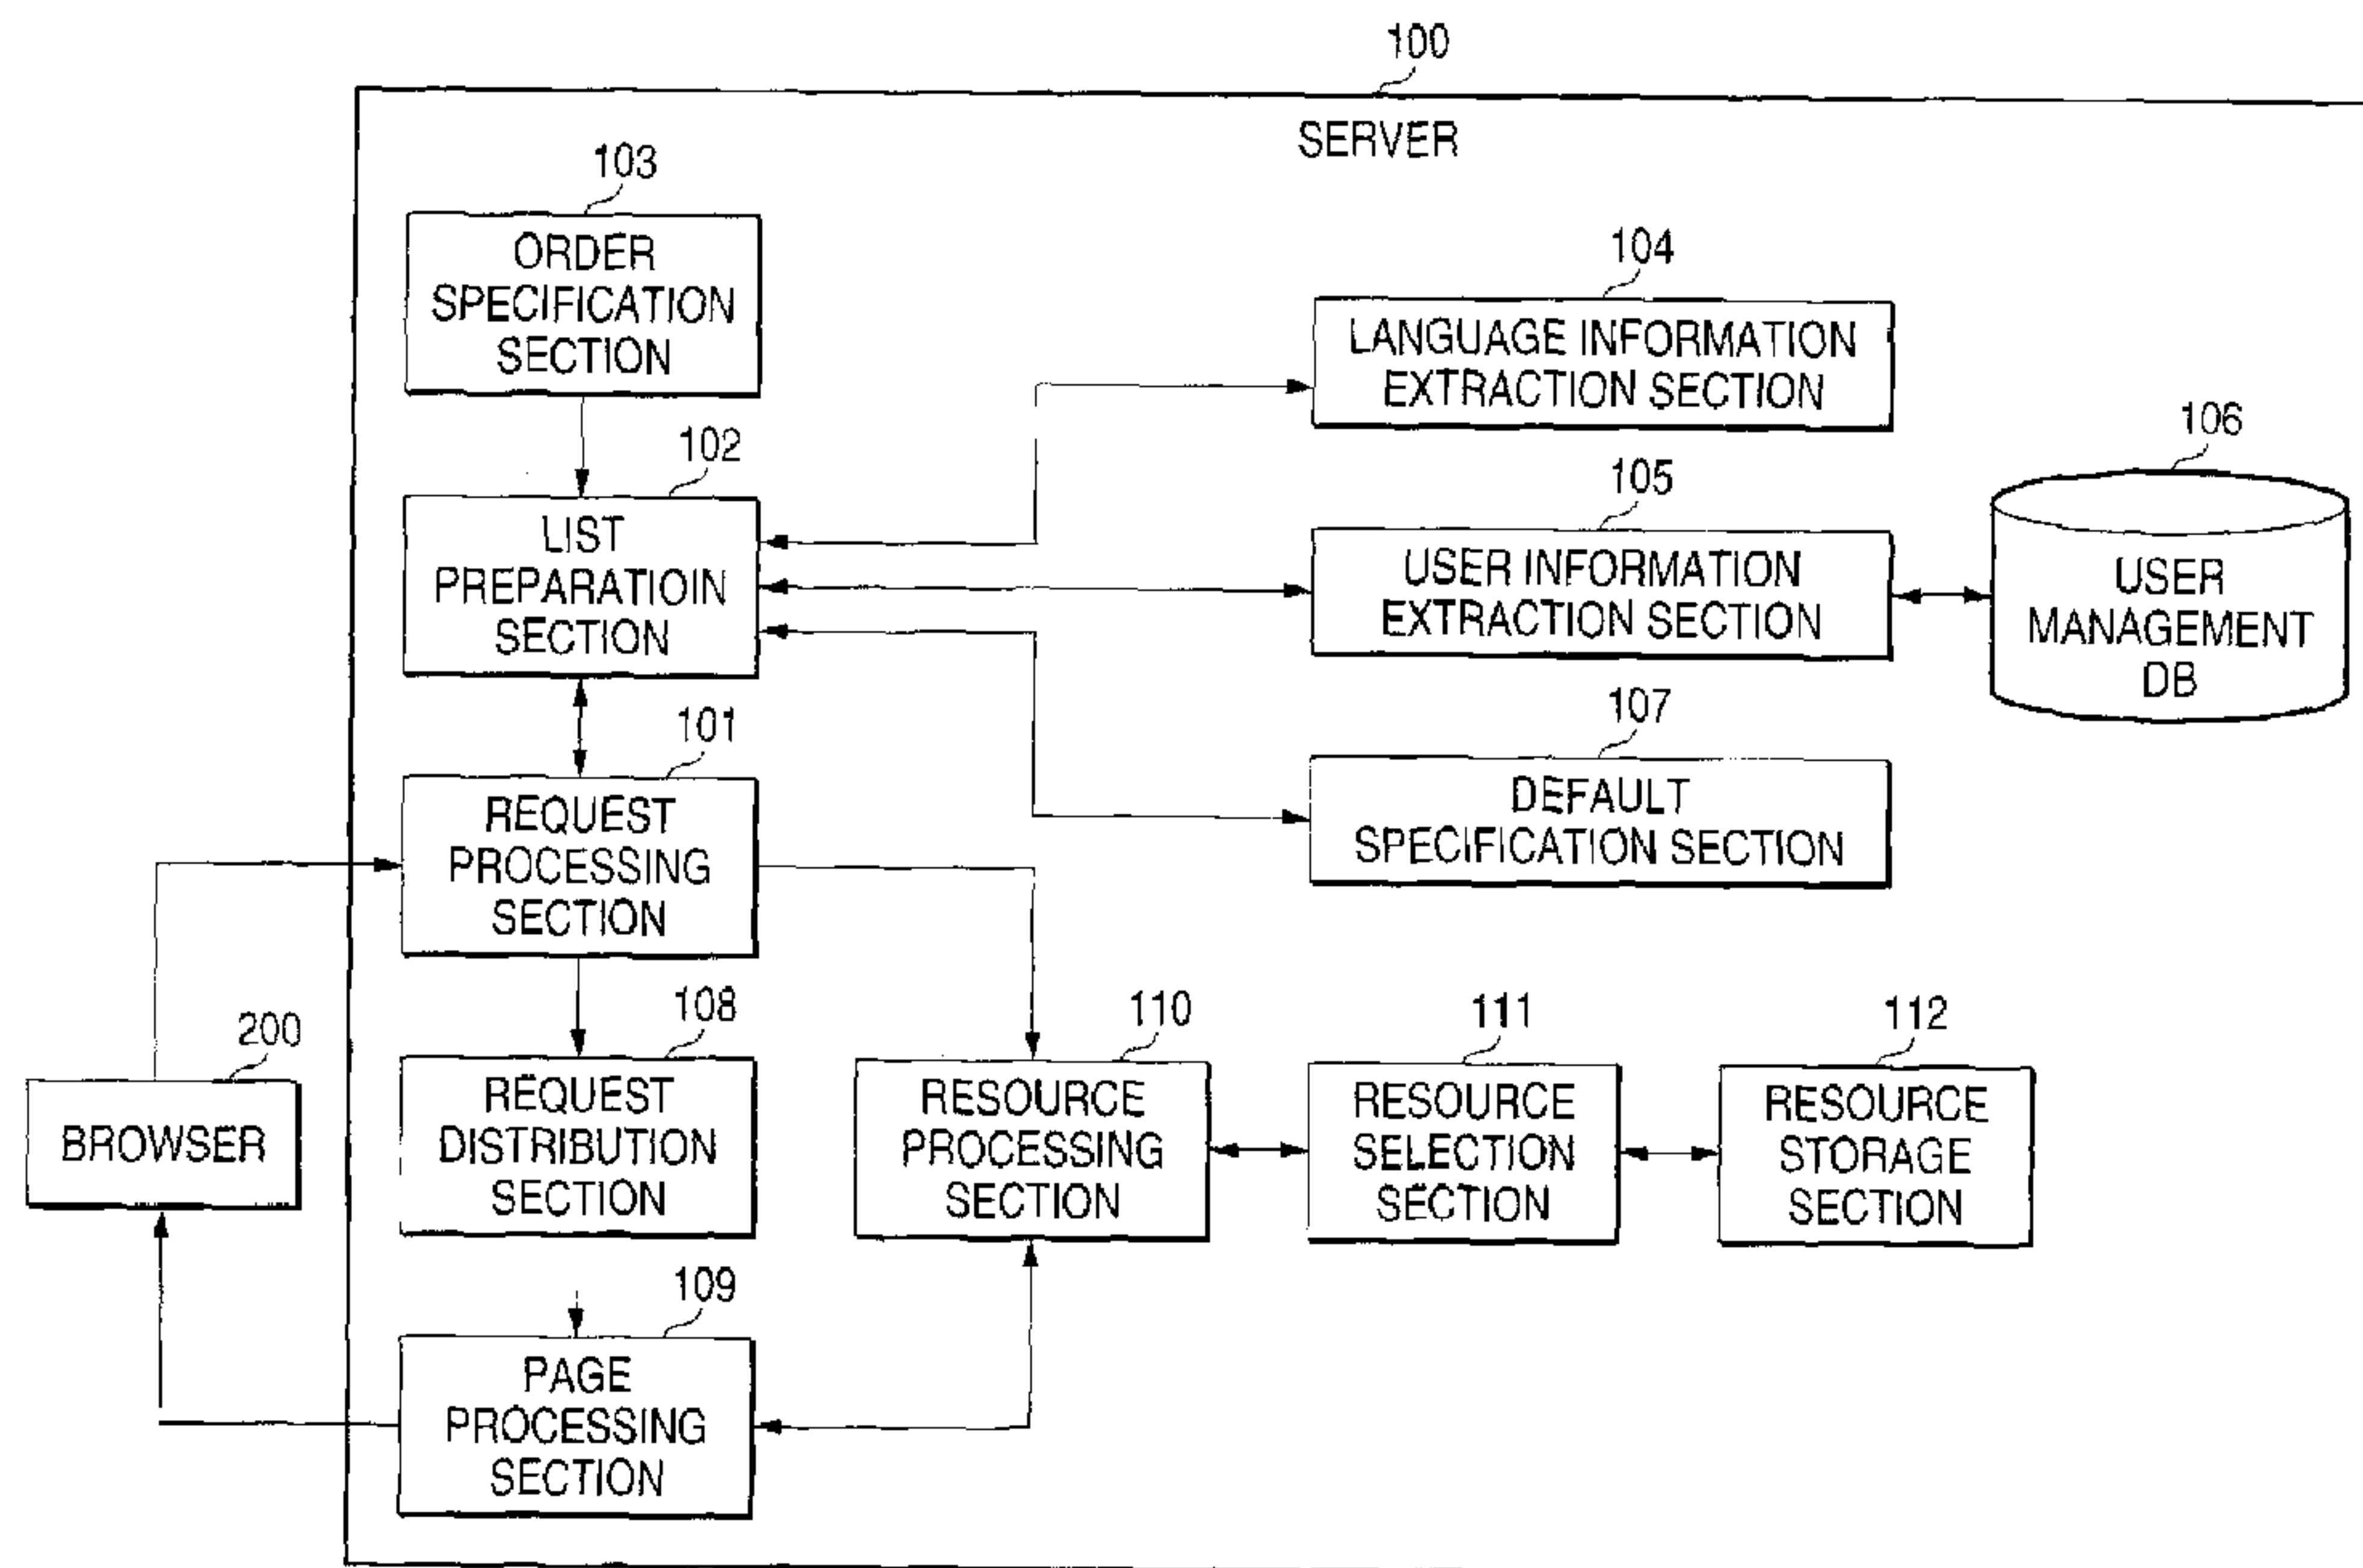 100
SERVER
103
ORDER
SPECIFICATION
SECTION
104
LANGUAGE INFORMATION
EXTRACTION SECTION
102
LIST
PREPARATIOIN
SECTION
105
USER INFORMATION
EXTRACTION SECTION
106
USER
MANAGEMENT
DB
101
REQUEST
PROCESSING
SECTION
107
DEFAULT
SPECIFICATION SECTION
200
BROWSER
108
REQUEST
DISTRIBUTION
SECTION
110
RESOURCE
PROCESSING
SECTION
111
RESOURCE
SELECTION
SECTION
112
RESOURCE
STORAGE
SECTION
109
PAGE
PROCESSING
SECTION